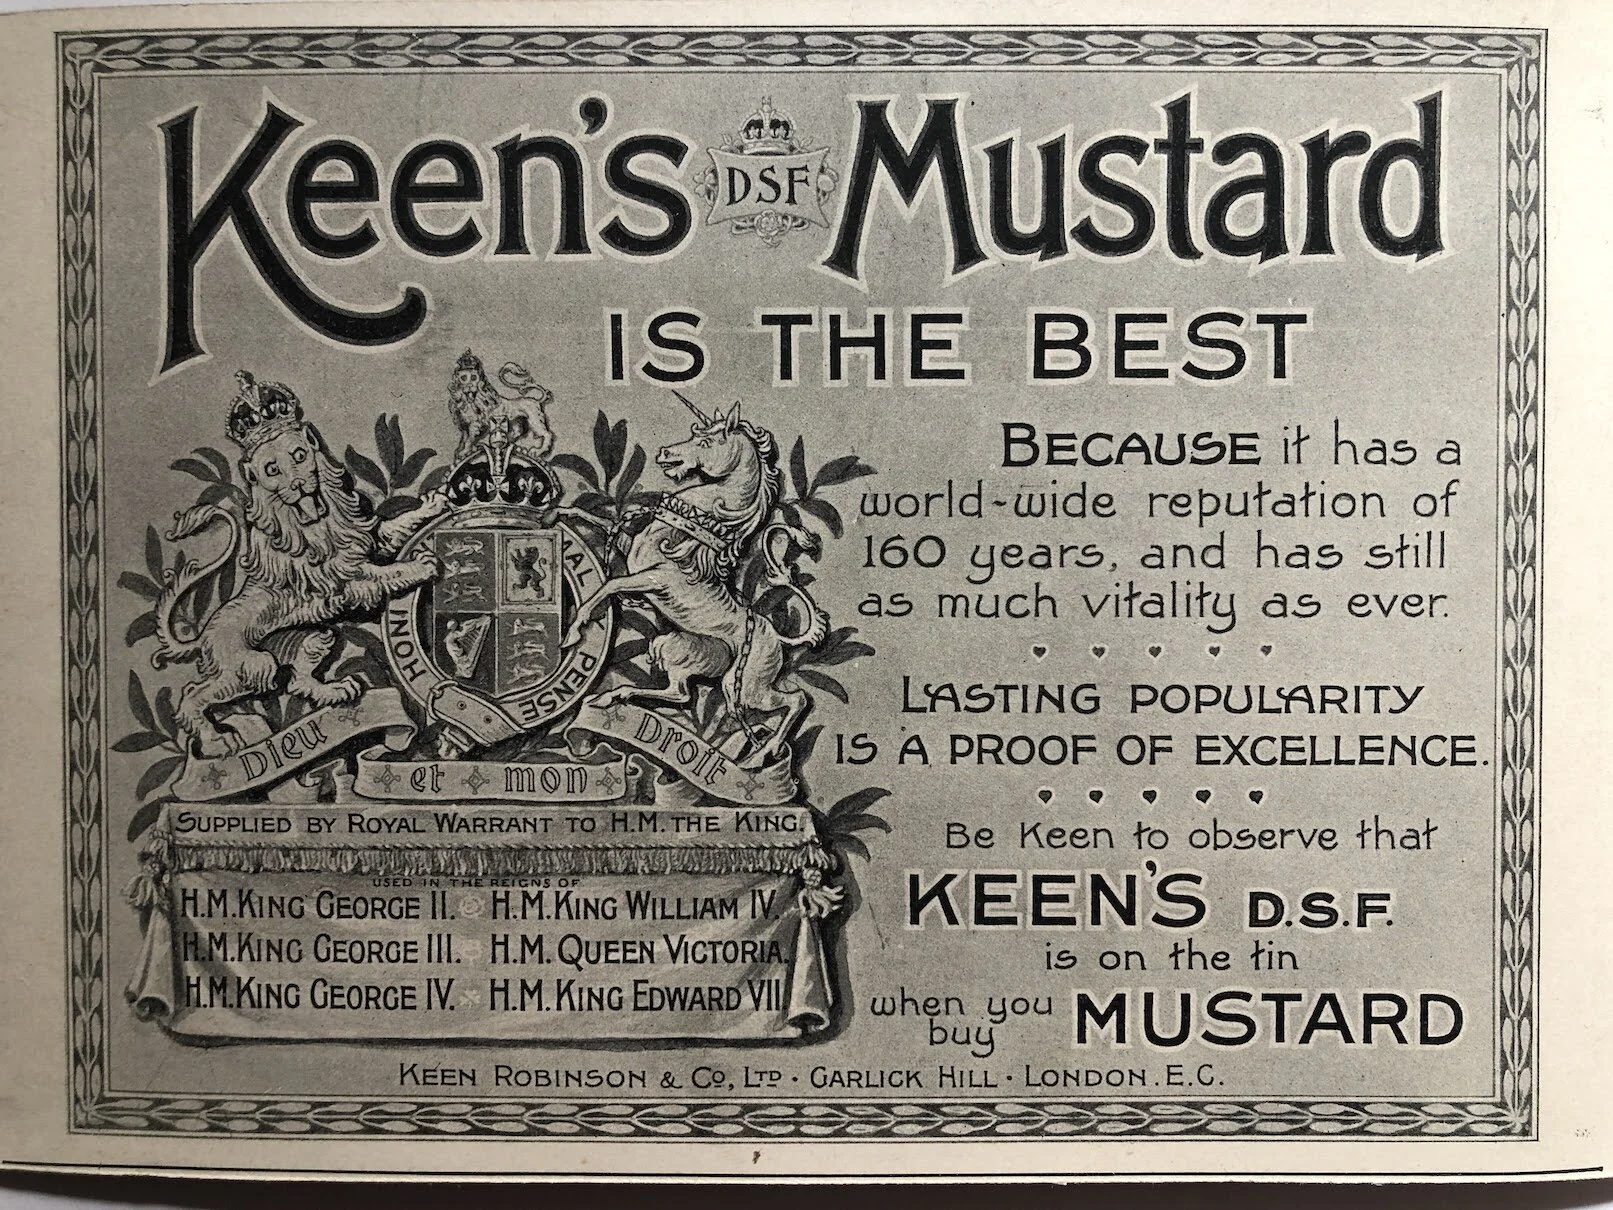 Keen's DSF Mustard
IS THE BEST
BECAUSE it has a
world-wide reputation of
160 years, and has still
as much vitality as ever.
LASTING POPULARITY
IS A PROOF OF EXCELLENCE.
Be Keen to observe that
KEEN'S D.S.F.
is on the tin
when you buy MUSTARD
HONI
MAL Y PENSE
Dieu et mon Droit
SUPPLIED BY ROYAL WARRANT TO H.M. THE KING.
USED IN THE REIGNS OF
H.M. KING GEORGE II. H.M. KING WILLIAM IV.
H.M. KING GEORGE III. H.M. QUEEN VICTORIA.
H.M. KING GEORGE IV. H.M. KING EDWARD VII
KEEN ROBINSON & Co, LTD · GARLICK HILL · LONDON. E.C.